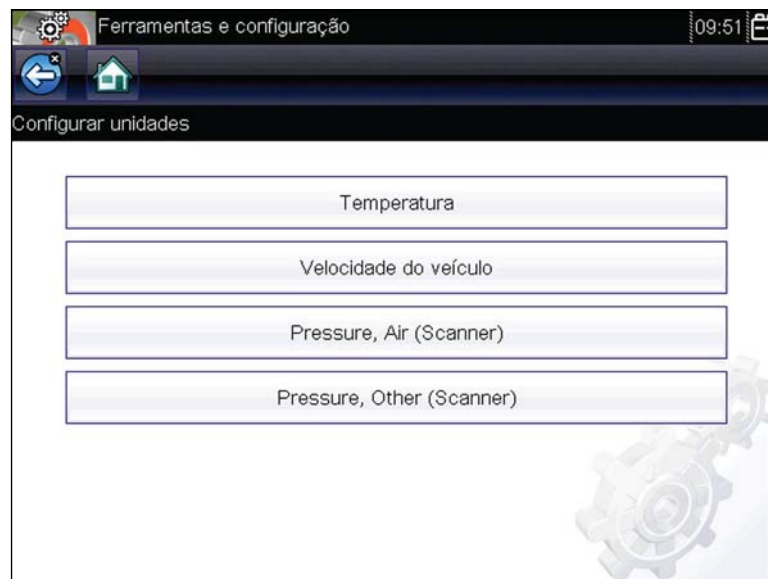 Ferramentas e configuração
09:51
Configurar unidades
Temperatura
Velocidade do veículo
Pressure, Air (Scanner)
Pressure, Other (Scanner)